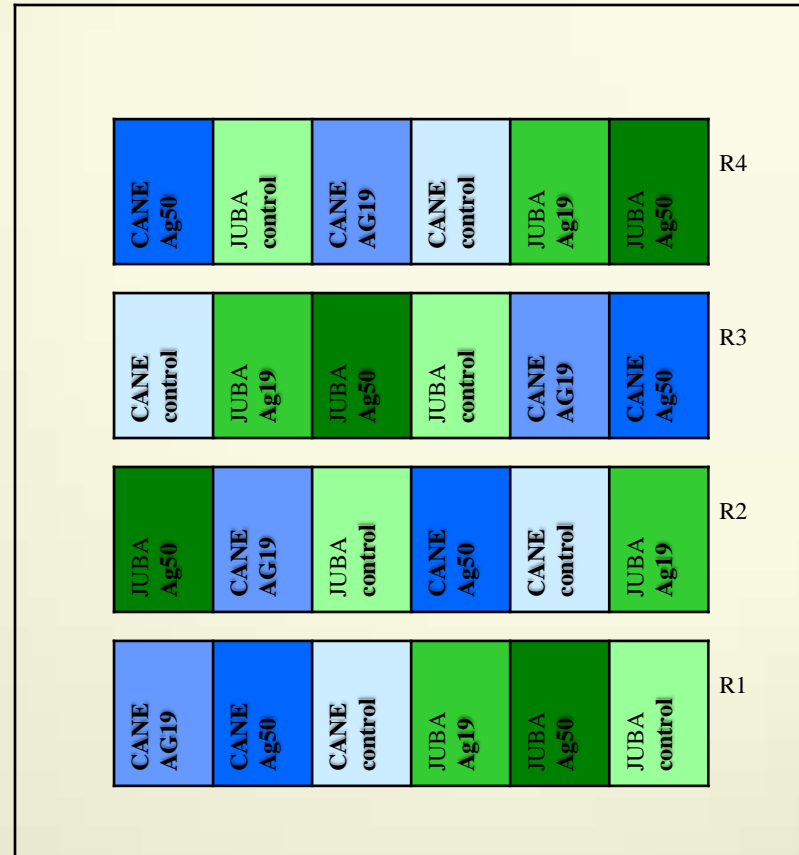 CANE
Ag50
JUBA
control
CANE
AG19
CANE
control
JUBA
Ag19
JUBA
Ag50
R4
CANE
control
JUBA
Ag19
JUBA
Ag50
JUBA
control
CANE
AG19
CANE
Ag50
R3
JUBA
Ag50
CANE
AG19
JUBA
control
CANE
Ag50
CANE
control
JUBA
Ag19
R2
CANE
AG19
CANE
Ag50
CANE
control
JUBA
Ag19
JUBA
Ag50
JUBA
control
R1